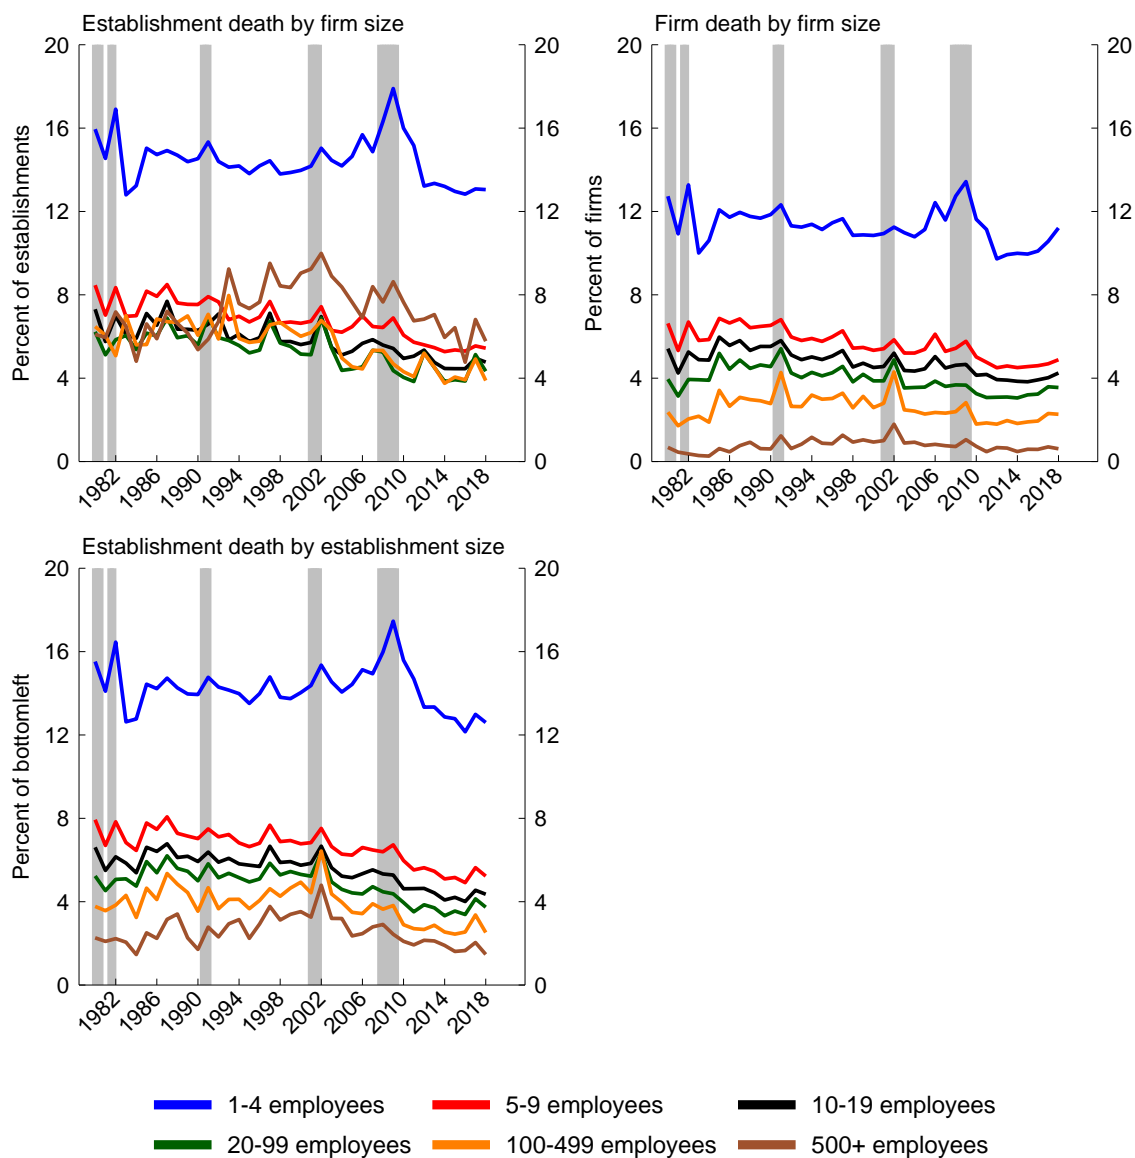 Establishment death by firm size
Percent of establishments
20 20
16 16
12 12
8 8
4 4
0 0
1982 1986 1990 1994 1998 2002 2006 2010 2014 2018
Firm death by firm size
Percent of firms
20 20
16 16
12 12
8 8
4 4
0 0
1982 1986 1990 1994 1998 2002 2006 2010 2014 2018
Establishment death by establishment size
Percent of bottomleft
20 20
16 16
12 12
8 8
4 4
0 0
1982 1986 1990 1994 1998 2002 2006 2010 2014 2018
1-4 employees 5-9 employees 10-19 employees
20-99 employees 100-499 employees 500+ employees